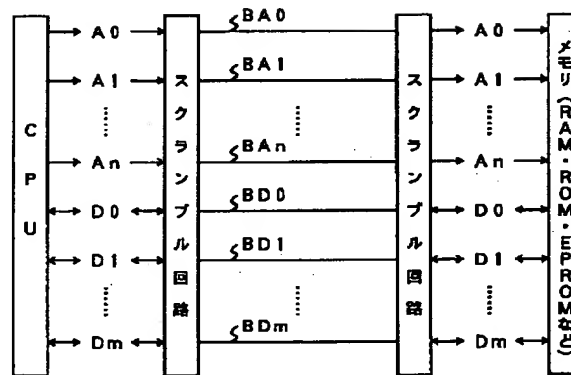 CPU
A0
A1
An
D0
D1
Dm
スクランブル回路
BA0
BA1
BAn
BD0
BD1
BDm
スクランブル回路
A0
A1
An
D0
D1
Dm
メモリ(RAM・ROM・EPROMなど)